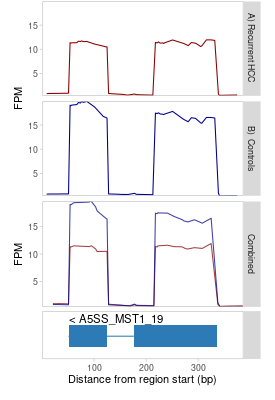 15
10
5
FPM
A) Recurrent HCC
15
10
5
B) Controls
15
10
5
FPM
Combined
< A5SS_MST1_19
100
200
300
Distance from region start (bp)